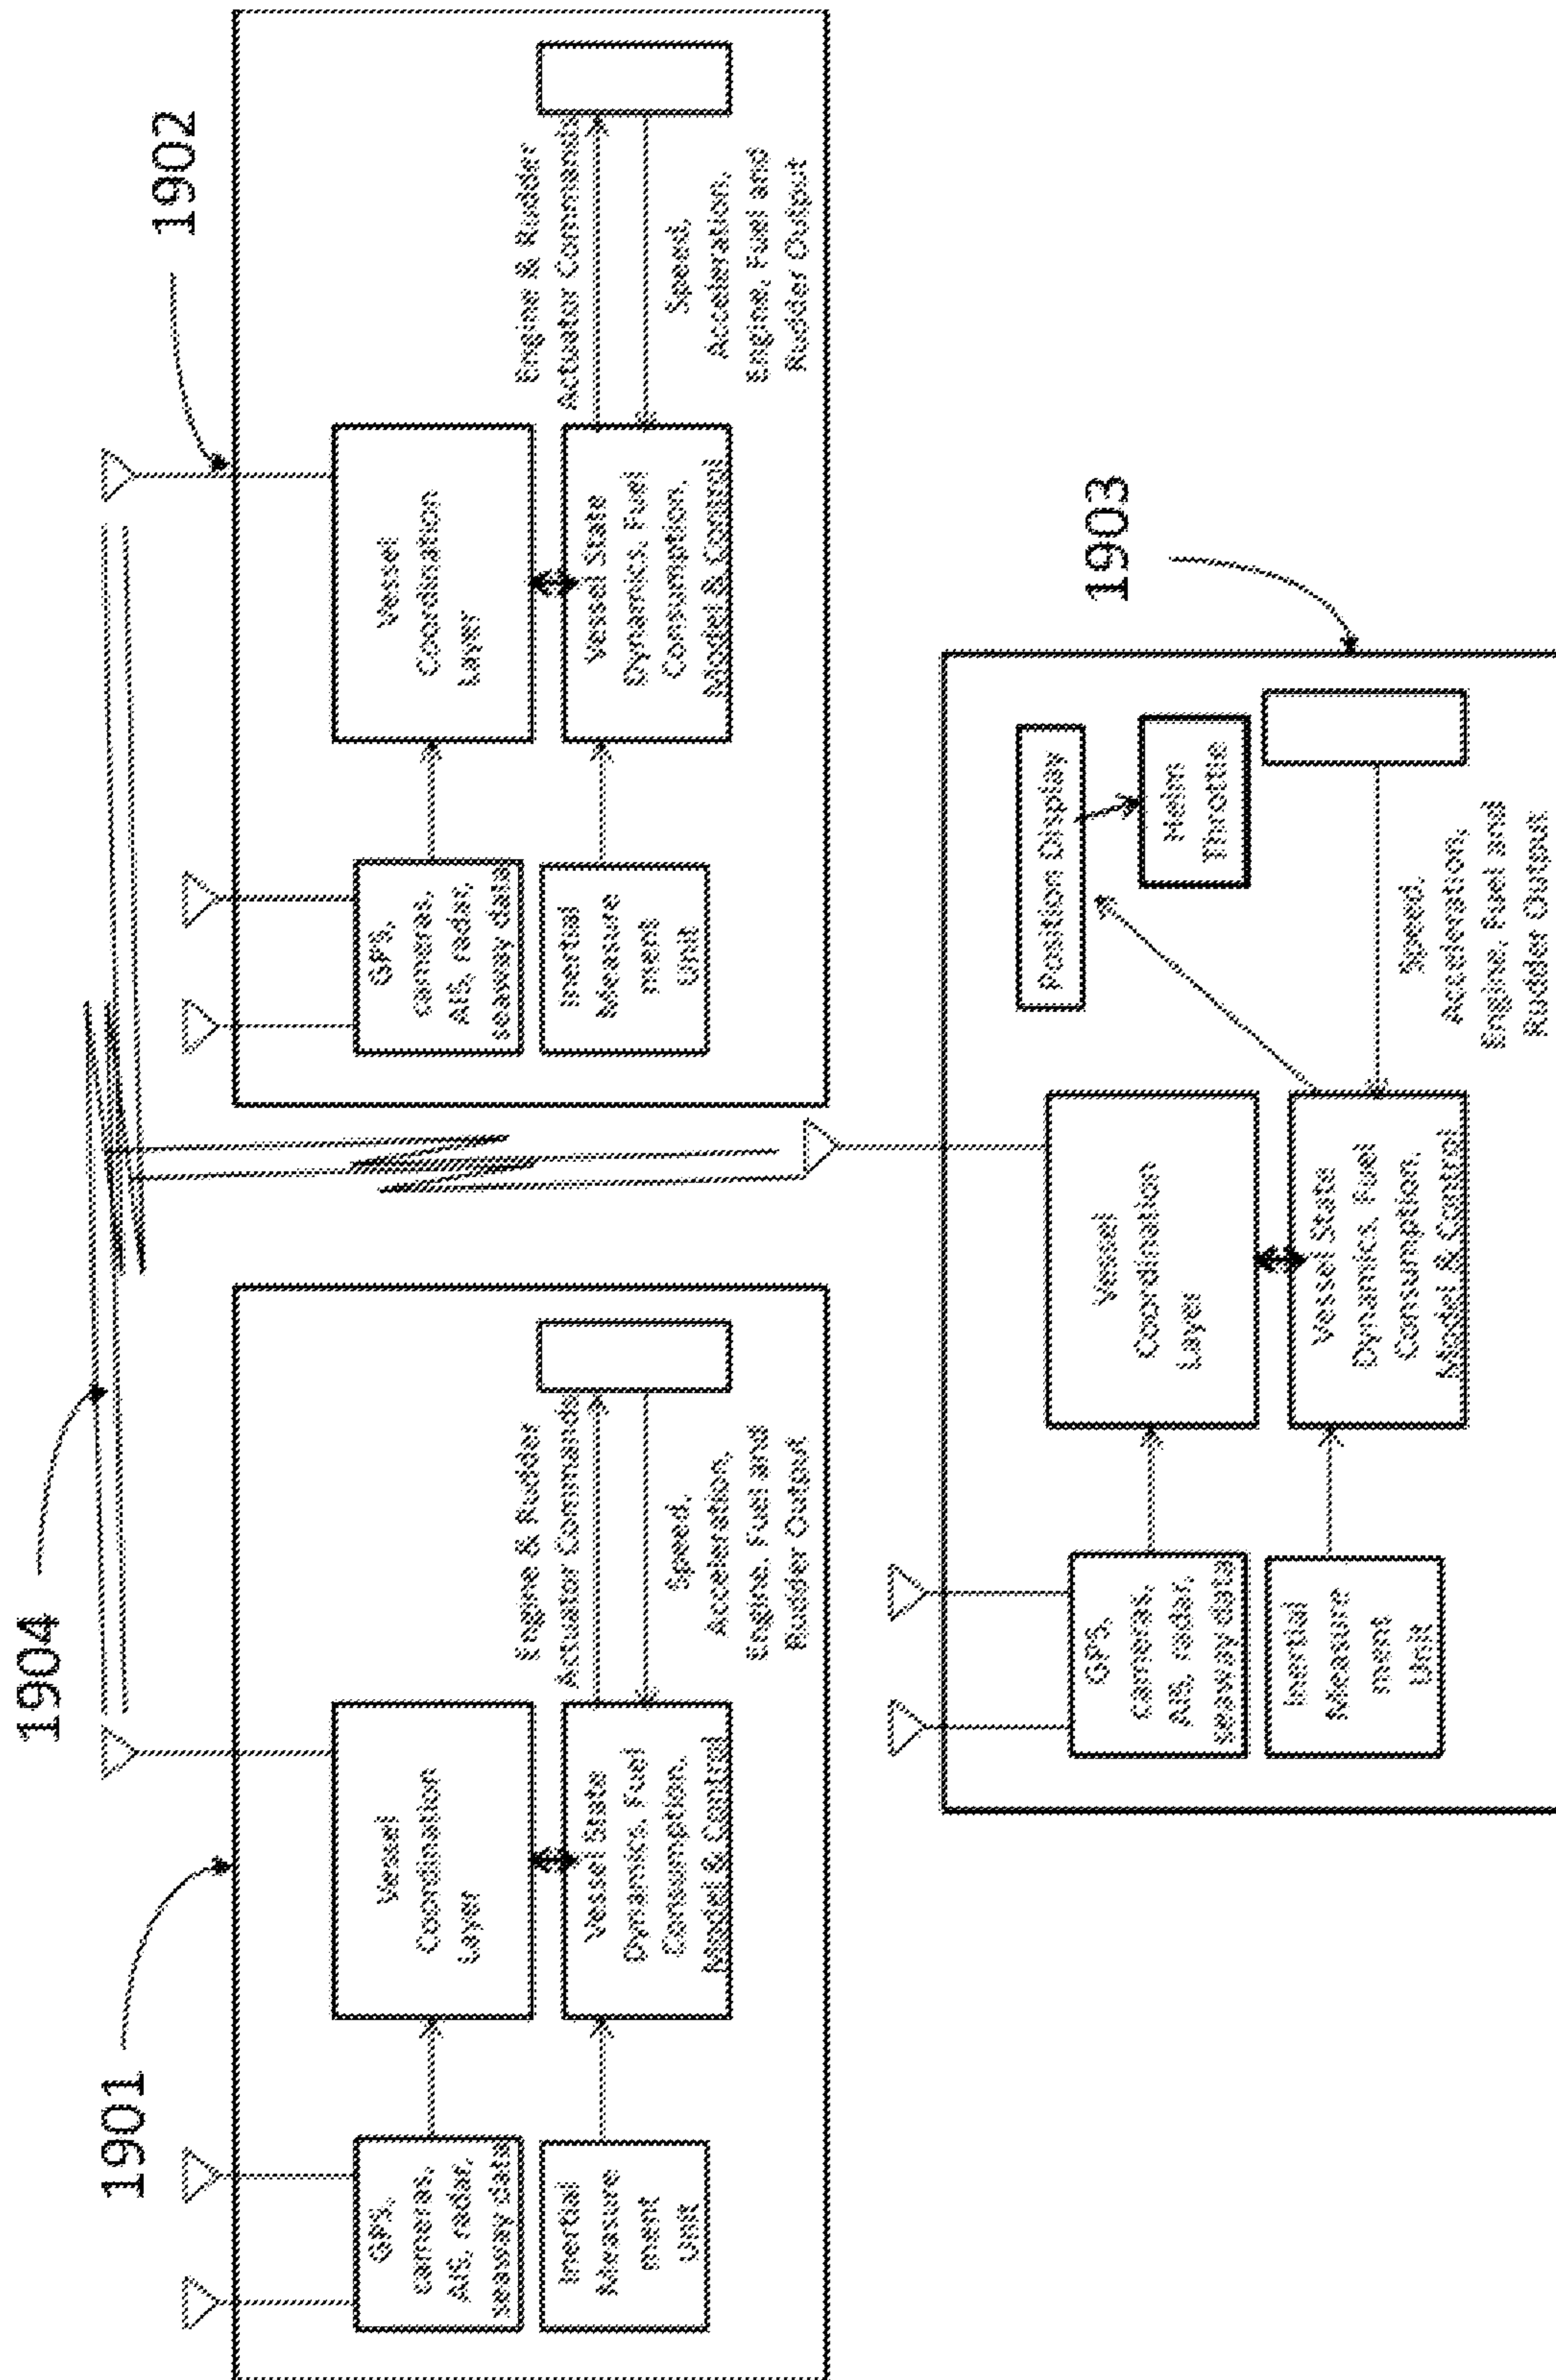 1904
1901
GPS,
cameras,
AIS, radar,
seaway data
Inertial
Measure
ment
Unit
Vessel
Coordination
Layer
Vessel State
Dynamics, Fuel
Consumption,
Model & Control
Engine & Rudder
Actuator Commands
Speed,
Acceleration,
Engine, Fuel and
Rudder Output
1902
GPS,
cameras,
AIS, radar,
seaway data
Inertial
Measure
ment
Unit
Vessel
Coordination
Layer
Vessel State
Dynamics, Fuel
Consumption,
Model & Control
Engine & Rudder
Actuator Commands
Speed,
Acceleration,
Engine, Fuel and
Rudder Output
1903
GPS,
cameras,
AIS, radar,
seaway data
Inertial
Measure
ment
Unit
Vessel
Coordination
Layer
Vessel State
Dynamics, Fuel
Consumption,
Model & Control
Position Display
Helm
Throttle
Speed,
Acceleration,
Engine, Fuel and
Rudder Output